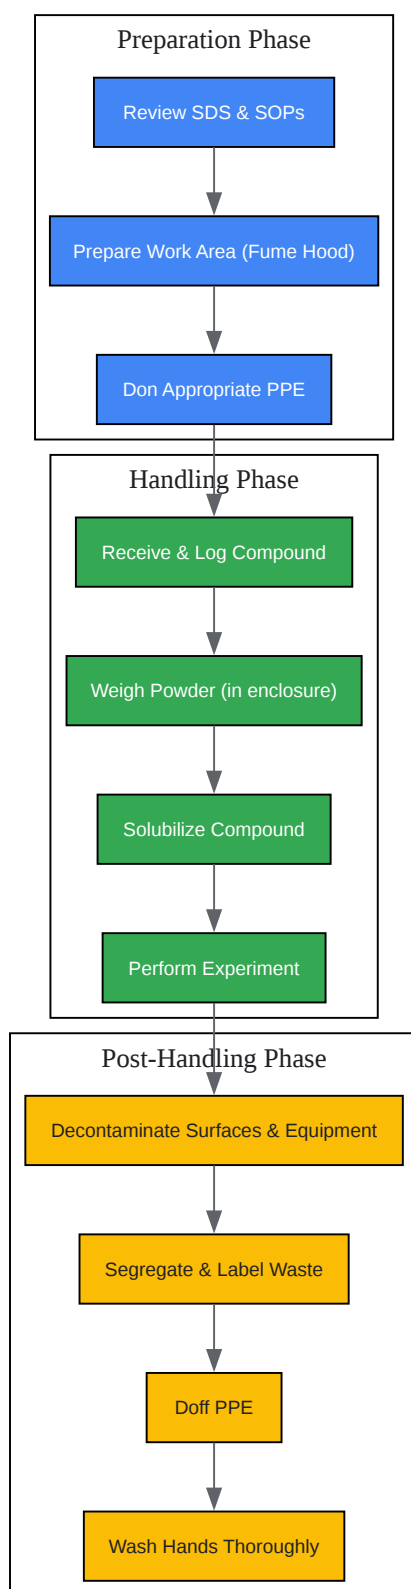 Preparation Phase
Review SDS & SOPs
Prepare Work Area (Fume Hood)
Don Appropriate PPE
Handling Phase
Receive & Log Compound
Weigh Powder (in enclosure)
Solubilize Compound
Perform Experiment
Post-Handling Phase
Decontaminate Surfaces & Equipment
Segregate & Label Waste
Doff PPE
Wash Hands Thoroughly